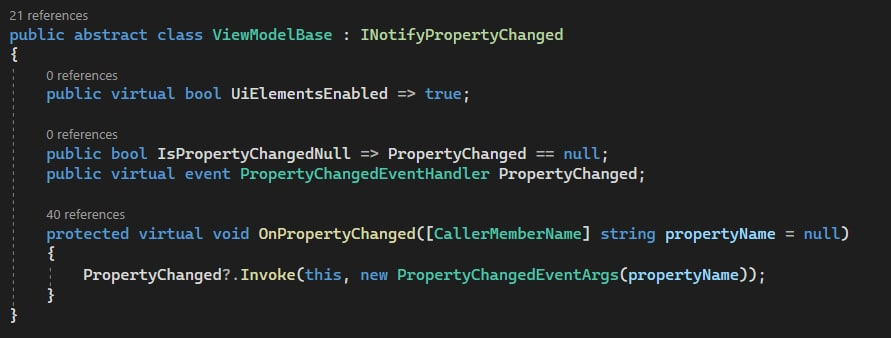 21 references
public abstract class ViewModelBase : INotifyPropertyChanged
{
0 references
public virtual bool UiElementsEnabled => true;
0 references
public bool IsPropertyChangedNull => PropertyChanged == null;
public virtual event PropertyChangedEventHandler PropertyChanged;
40 references
protected virtual void OnPropertyChanged([CallerMemberName] string propertyName = null)
{
PropertyChanged?.Invoke(this, new PropertyChangedEventArgs(propertyName));
}
}